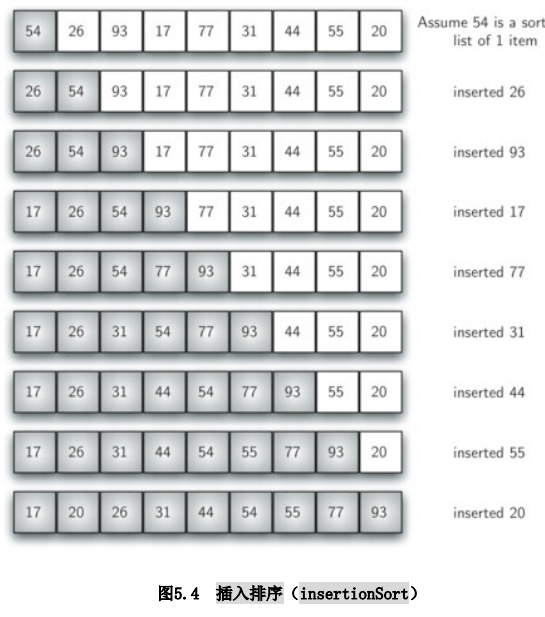 54 26 93 17 77 31 44 55 20 Assume 54 is a sort
list of 1 item
26 54 93 17 77 31 44 55 20 inserted 26
26 54 93 17 77 31 44 55 20 inserted 93
17 26 54 93 77 31 44 55 20 inserted 17
17 26 54 77 93 31 44 55 20 inserted 77
17 26 31 54 77 93 44 55 20 inserted 31
17 26 31 44 54 77 93 55 20 inserted 44
17 26 31 44 54 55 77 93 20 inserted 55
17 20 26 31 44 54 55 77 93 inserted 20
图5.4 插入排序（insertionSort）